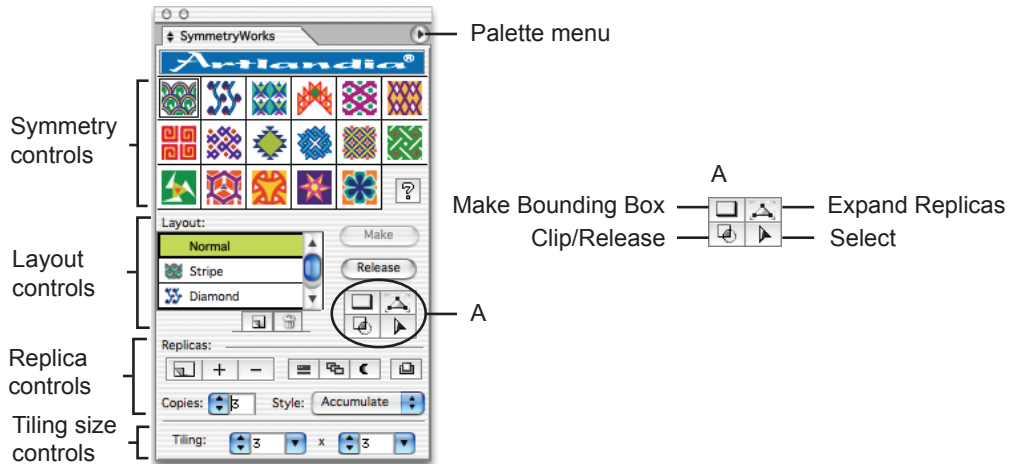 SymmetryWorks
Palette menu
Artlandia®
Symmetry
controls
?
A
Make Bounding Box
Expand Replicas
Clip/Release
Select
Layout:
Normal
Stripe
Diamond
Make
Release
Layout
controls
A
Replicas:
+ −
Replica
controls
Copies: 3 Style: Accumulate
Tiling size
controls
Tiling: 3 x 3